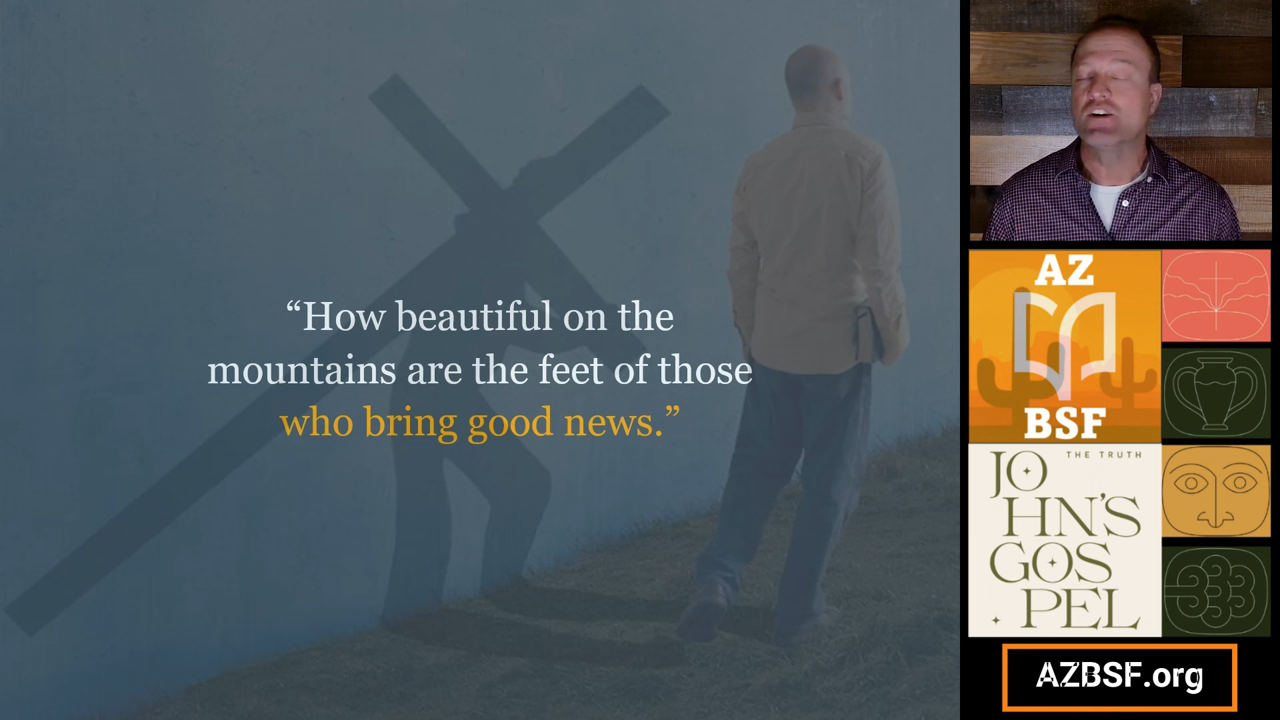 “How beautiful on the
mountains are the feet of those
who bring good news.”
AZ
BSF
THE TRUTH
JO
HN’S
GOS
PEL
AZBSF.org